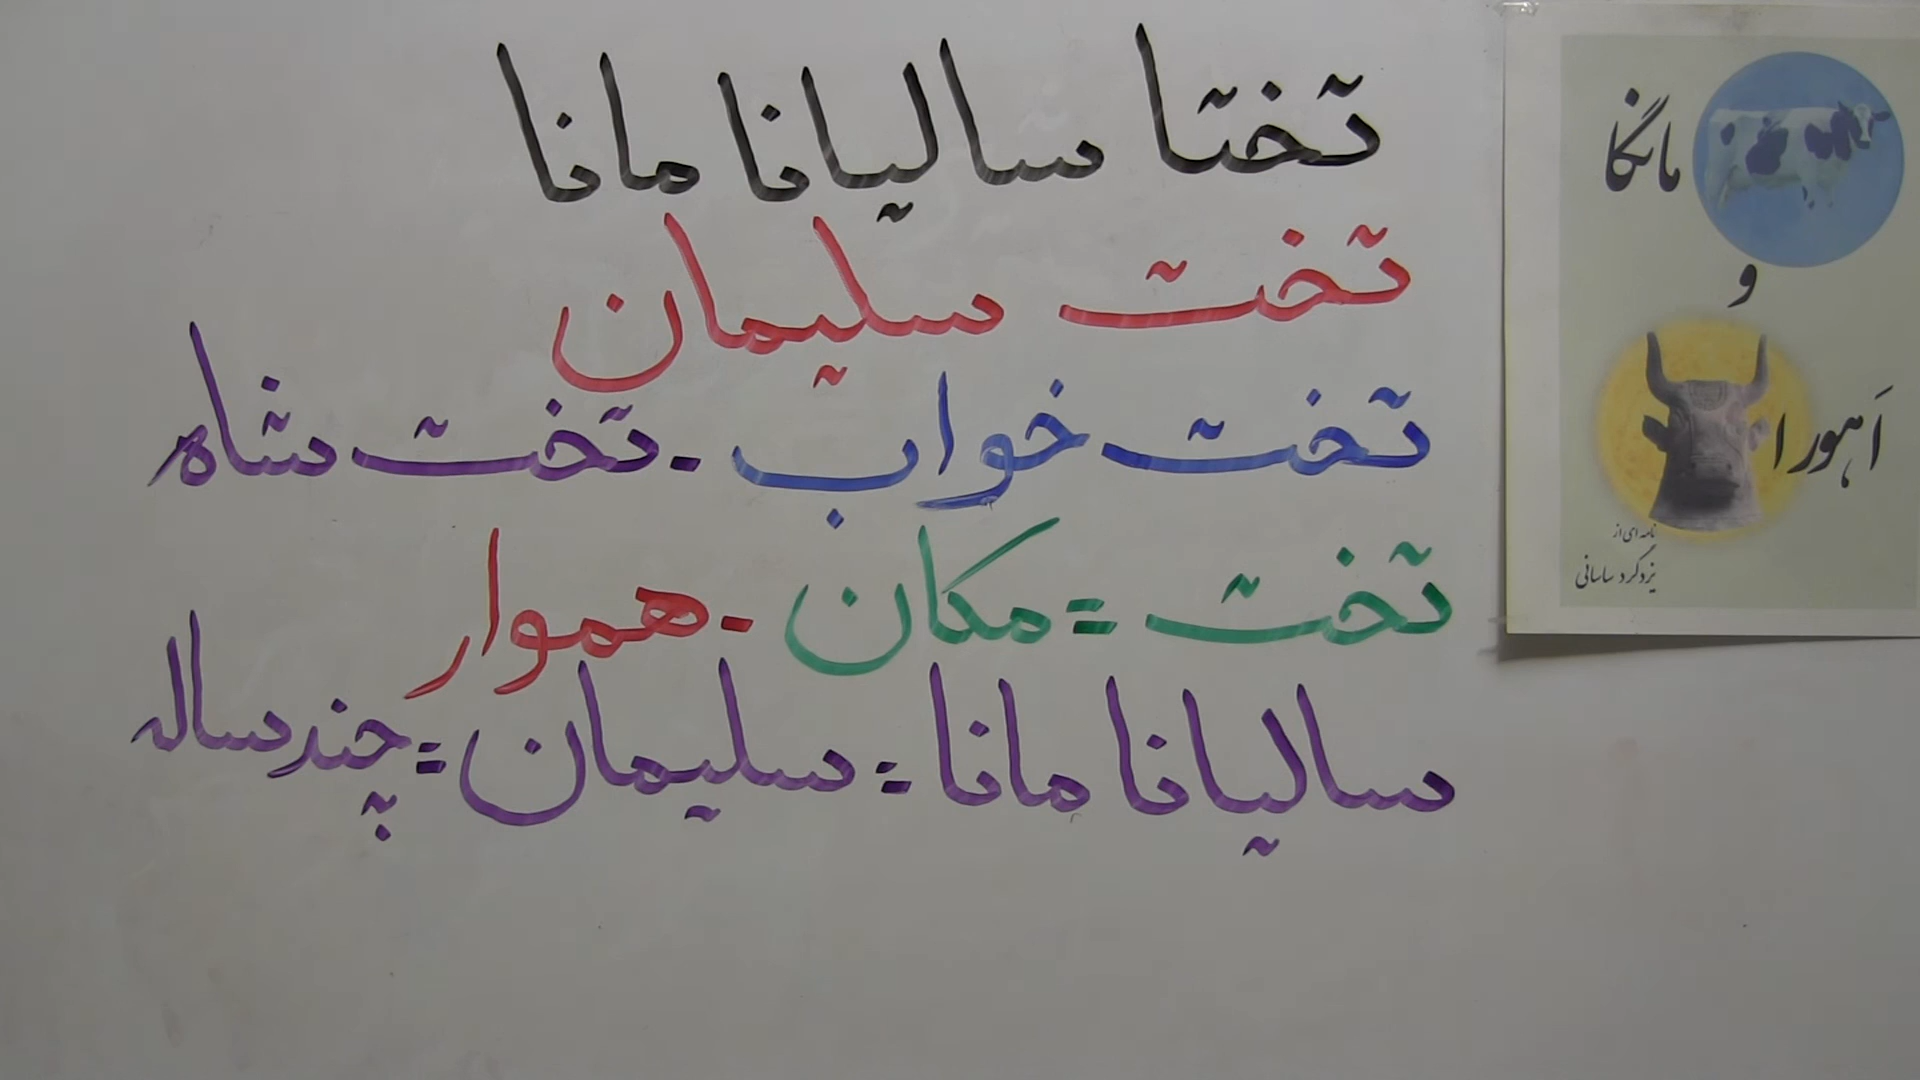 تختا سالیانا مانا
تخت سلیمان
تخت خواب - تخت شاه
تخت = مکان - هموار
سالیانا مانا = سلیمان = چند ساله
مانگا
و
اَهورا
نامه ای از
یزدگرد ساسانی